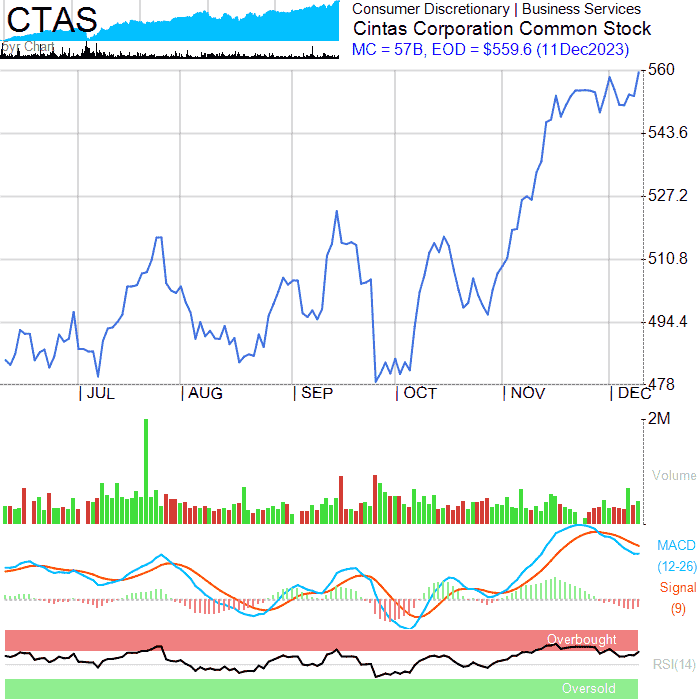 CTAS
Consumer Discretionary | Business Services
Cintas Corporation Common Stock
MC = 57B, EOD = $559.6 (11Dec2023)
5yr Chart
560
543.6
527.2
510.8
494.4
478
JUL AUG SEP OCT NOV DEC
2M
Volume
MACD
(12-26)
Signal
(9)
Overbought
RSI(14)
Oversold